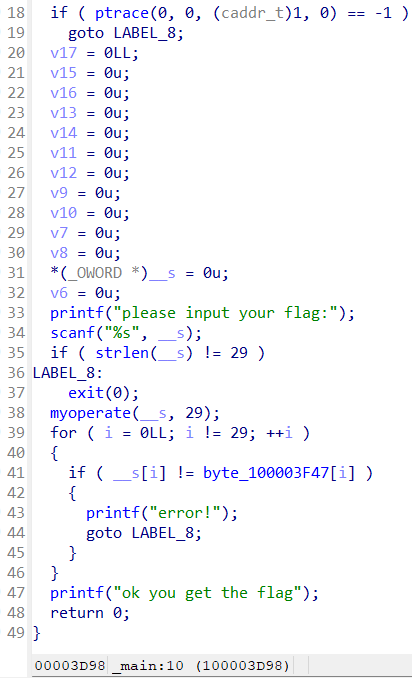 18 if ( ptrace(0, 0, (caddr_t)1, 0) == -1 )
19 goto LABEL_8;
20 v17 = 0LL;
21 v15 = 0u;
22 v16 = 0u;
23 v13 = 0u;
24 v14 = 0u;
25 v11 = 0u;
26 v12 = 0u;
27 v9 = 0u;
28 v10 = 0u;
29 v7 = 0u;
30 v8 = 0u;
31 *(_OWORD *)__s = 0u;
32 v6 = 0u;
33 printf("please input your flag:");
34 scanf("%s", __s);
35 if ( strlen(__s) != 29 )
36 LABEL_8:
37 exit(0);
38 myoperate(__s, 29);
39 for ( i = 0LL; i != 29; ++i )
40 {
41 if ( __s[i] != byte_100003F47[i] )
42 {
43 printf("error!");
44 goto LABEL_8;
45 }
46 }
47 printf("ok you get the flag");
48 return 0;
49 }
00003D98 _main:10 (100003D98)